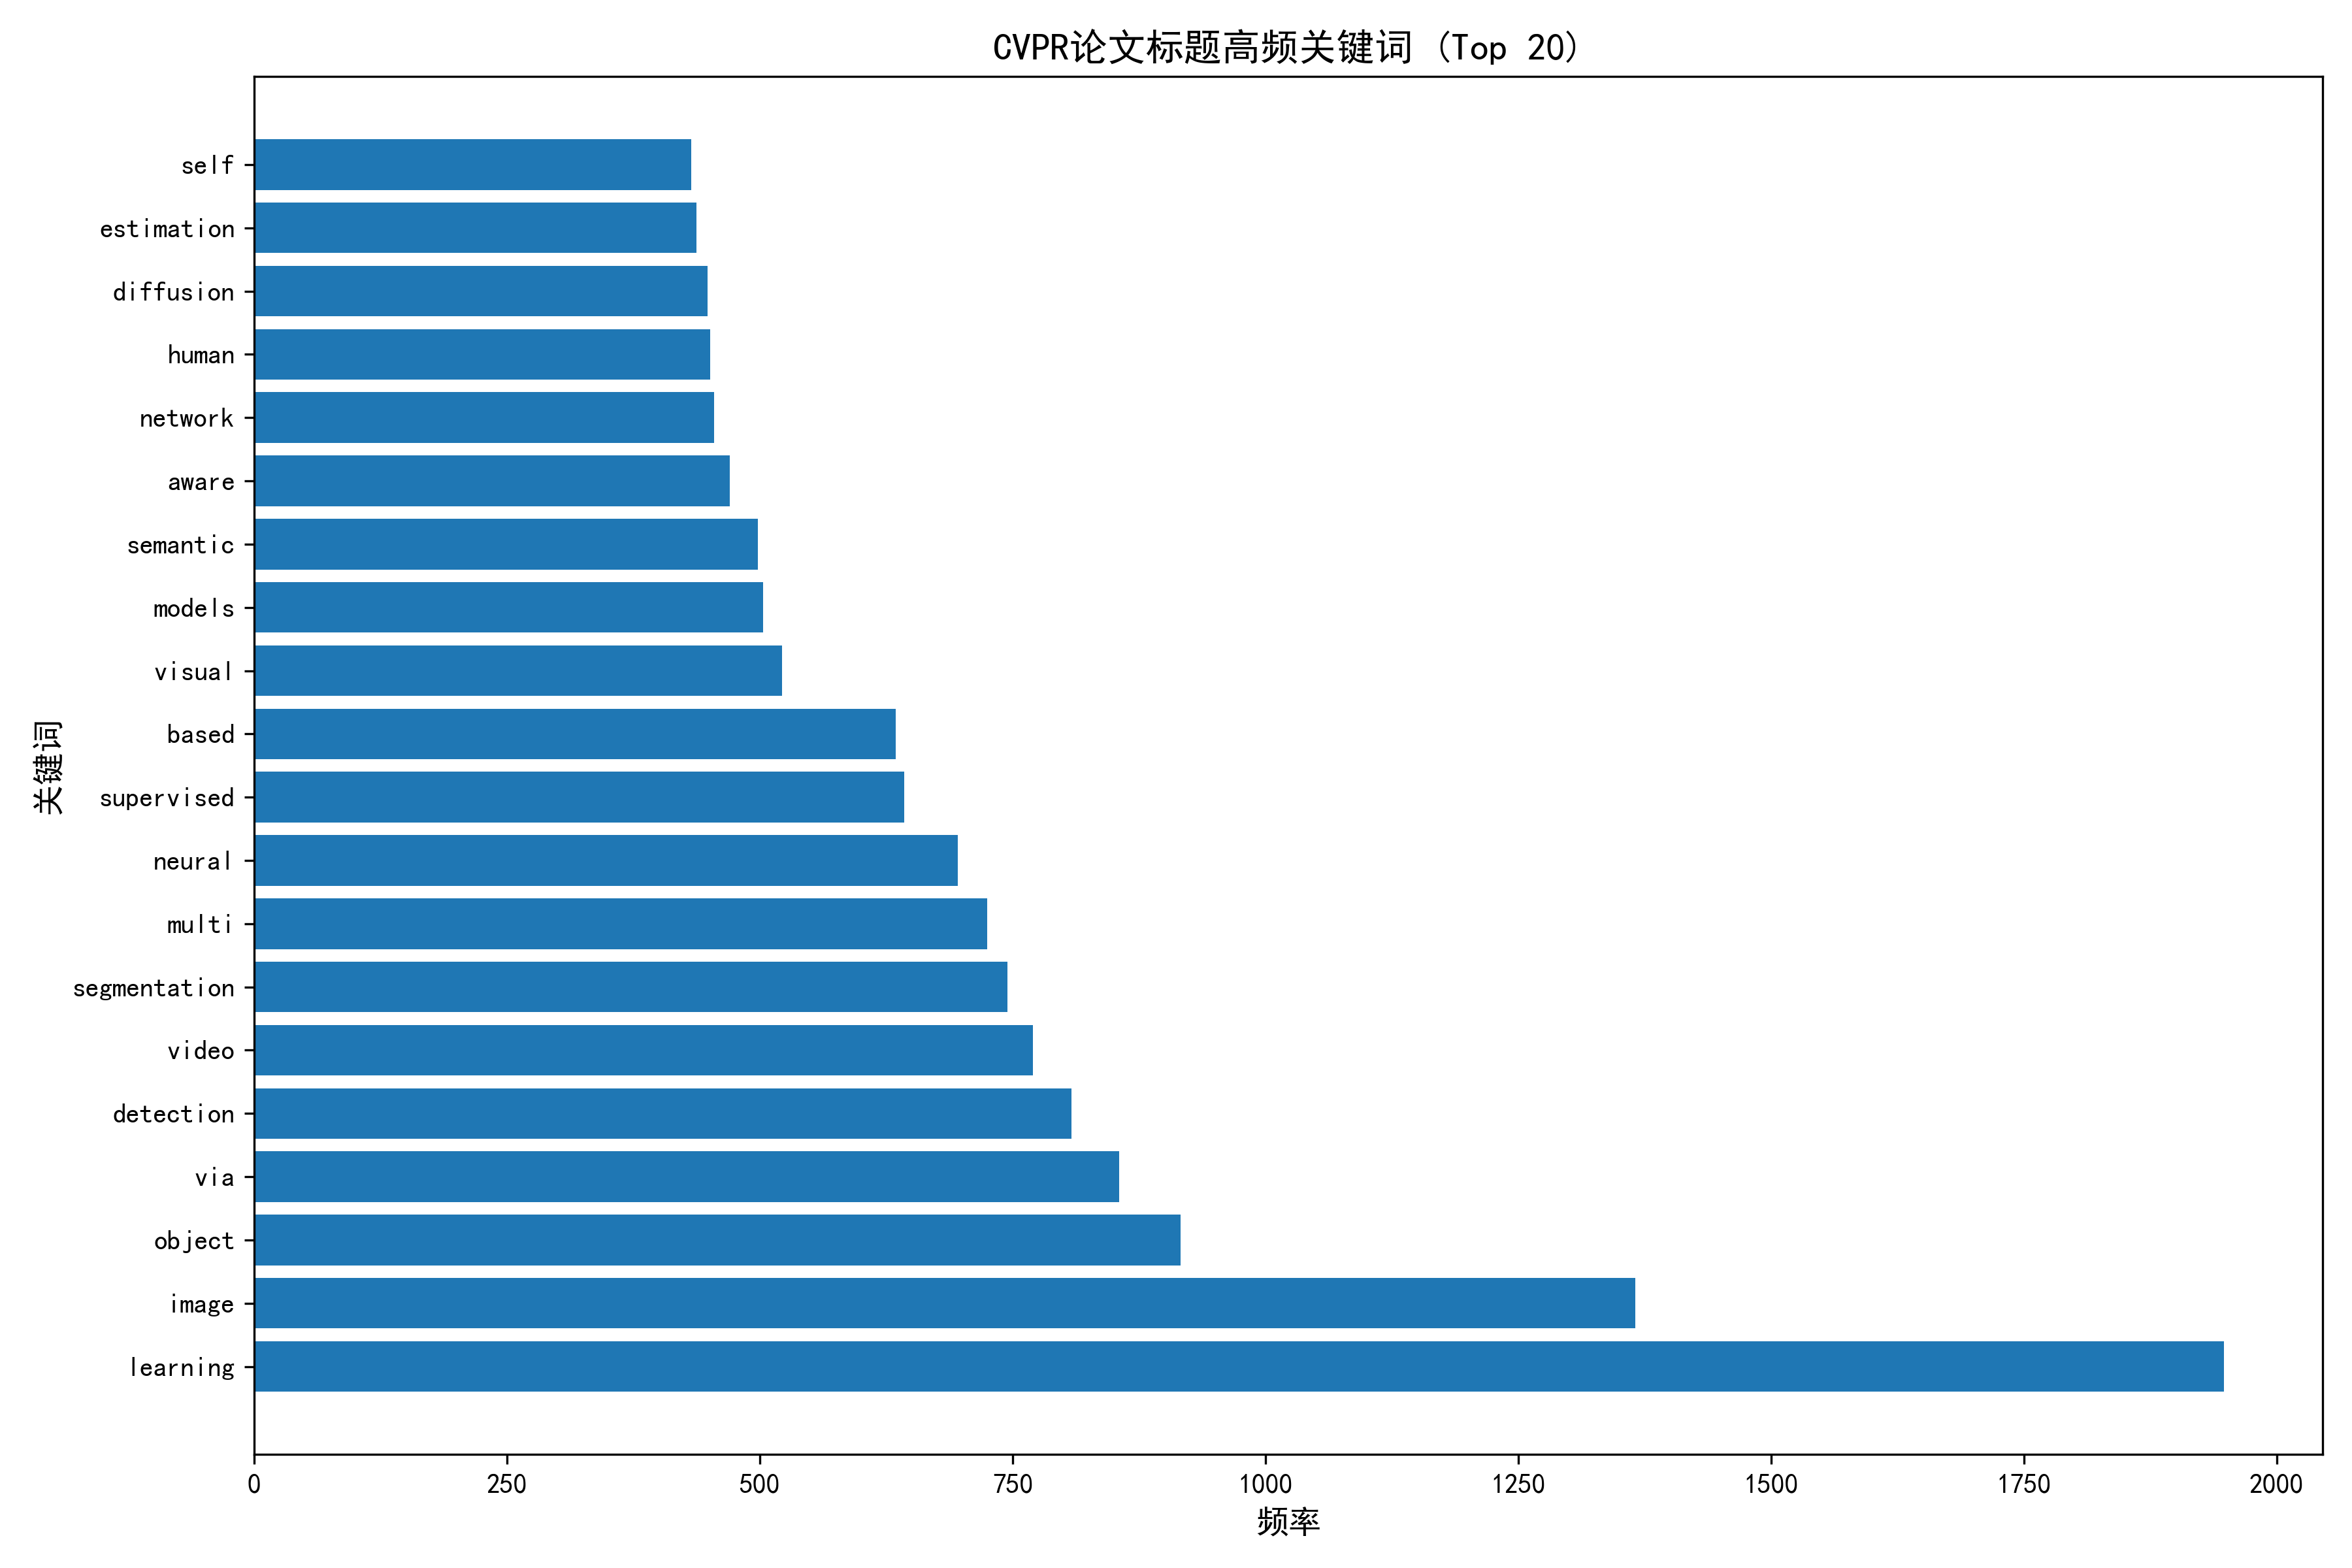 CVPR论文标题高频关键词 (Top 20)
self
estimation
diffusion
human
network
aware
semantic
models
visual
based
supervised
neural
multi
segmentation
video
detection
via
object
image
learning
关键词
0 250 500 750 1000 1250 1500 1750 2000
频率